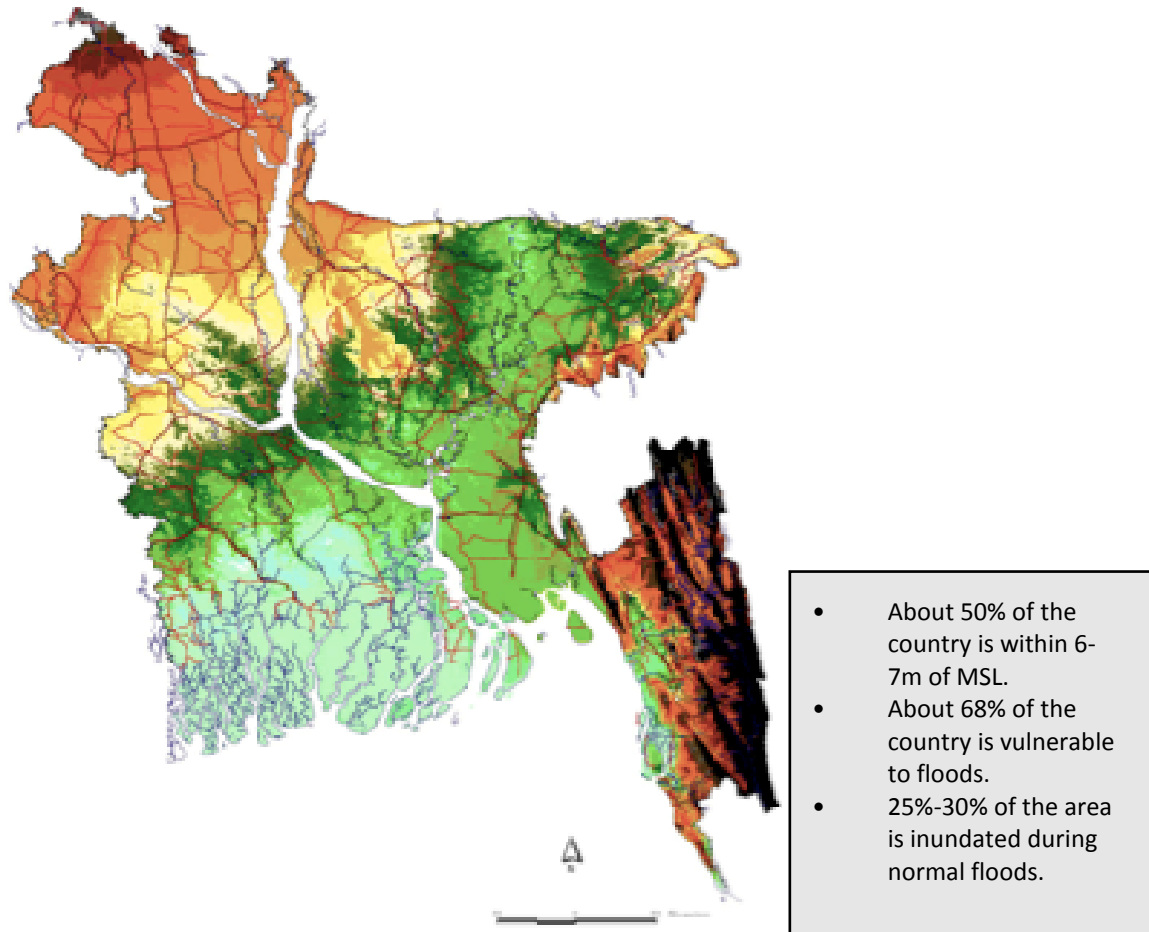 • About 50% of the
country is within 6-
7m of MSL.
• About 68% of the
country is vulnerable
to floods.
• 25%-30% of the area
is inundated during
normal floods.